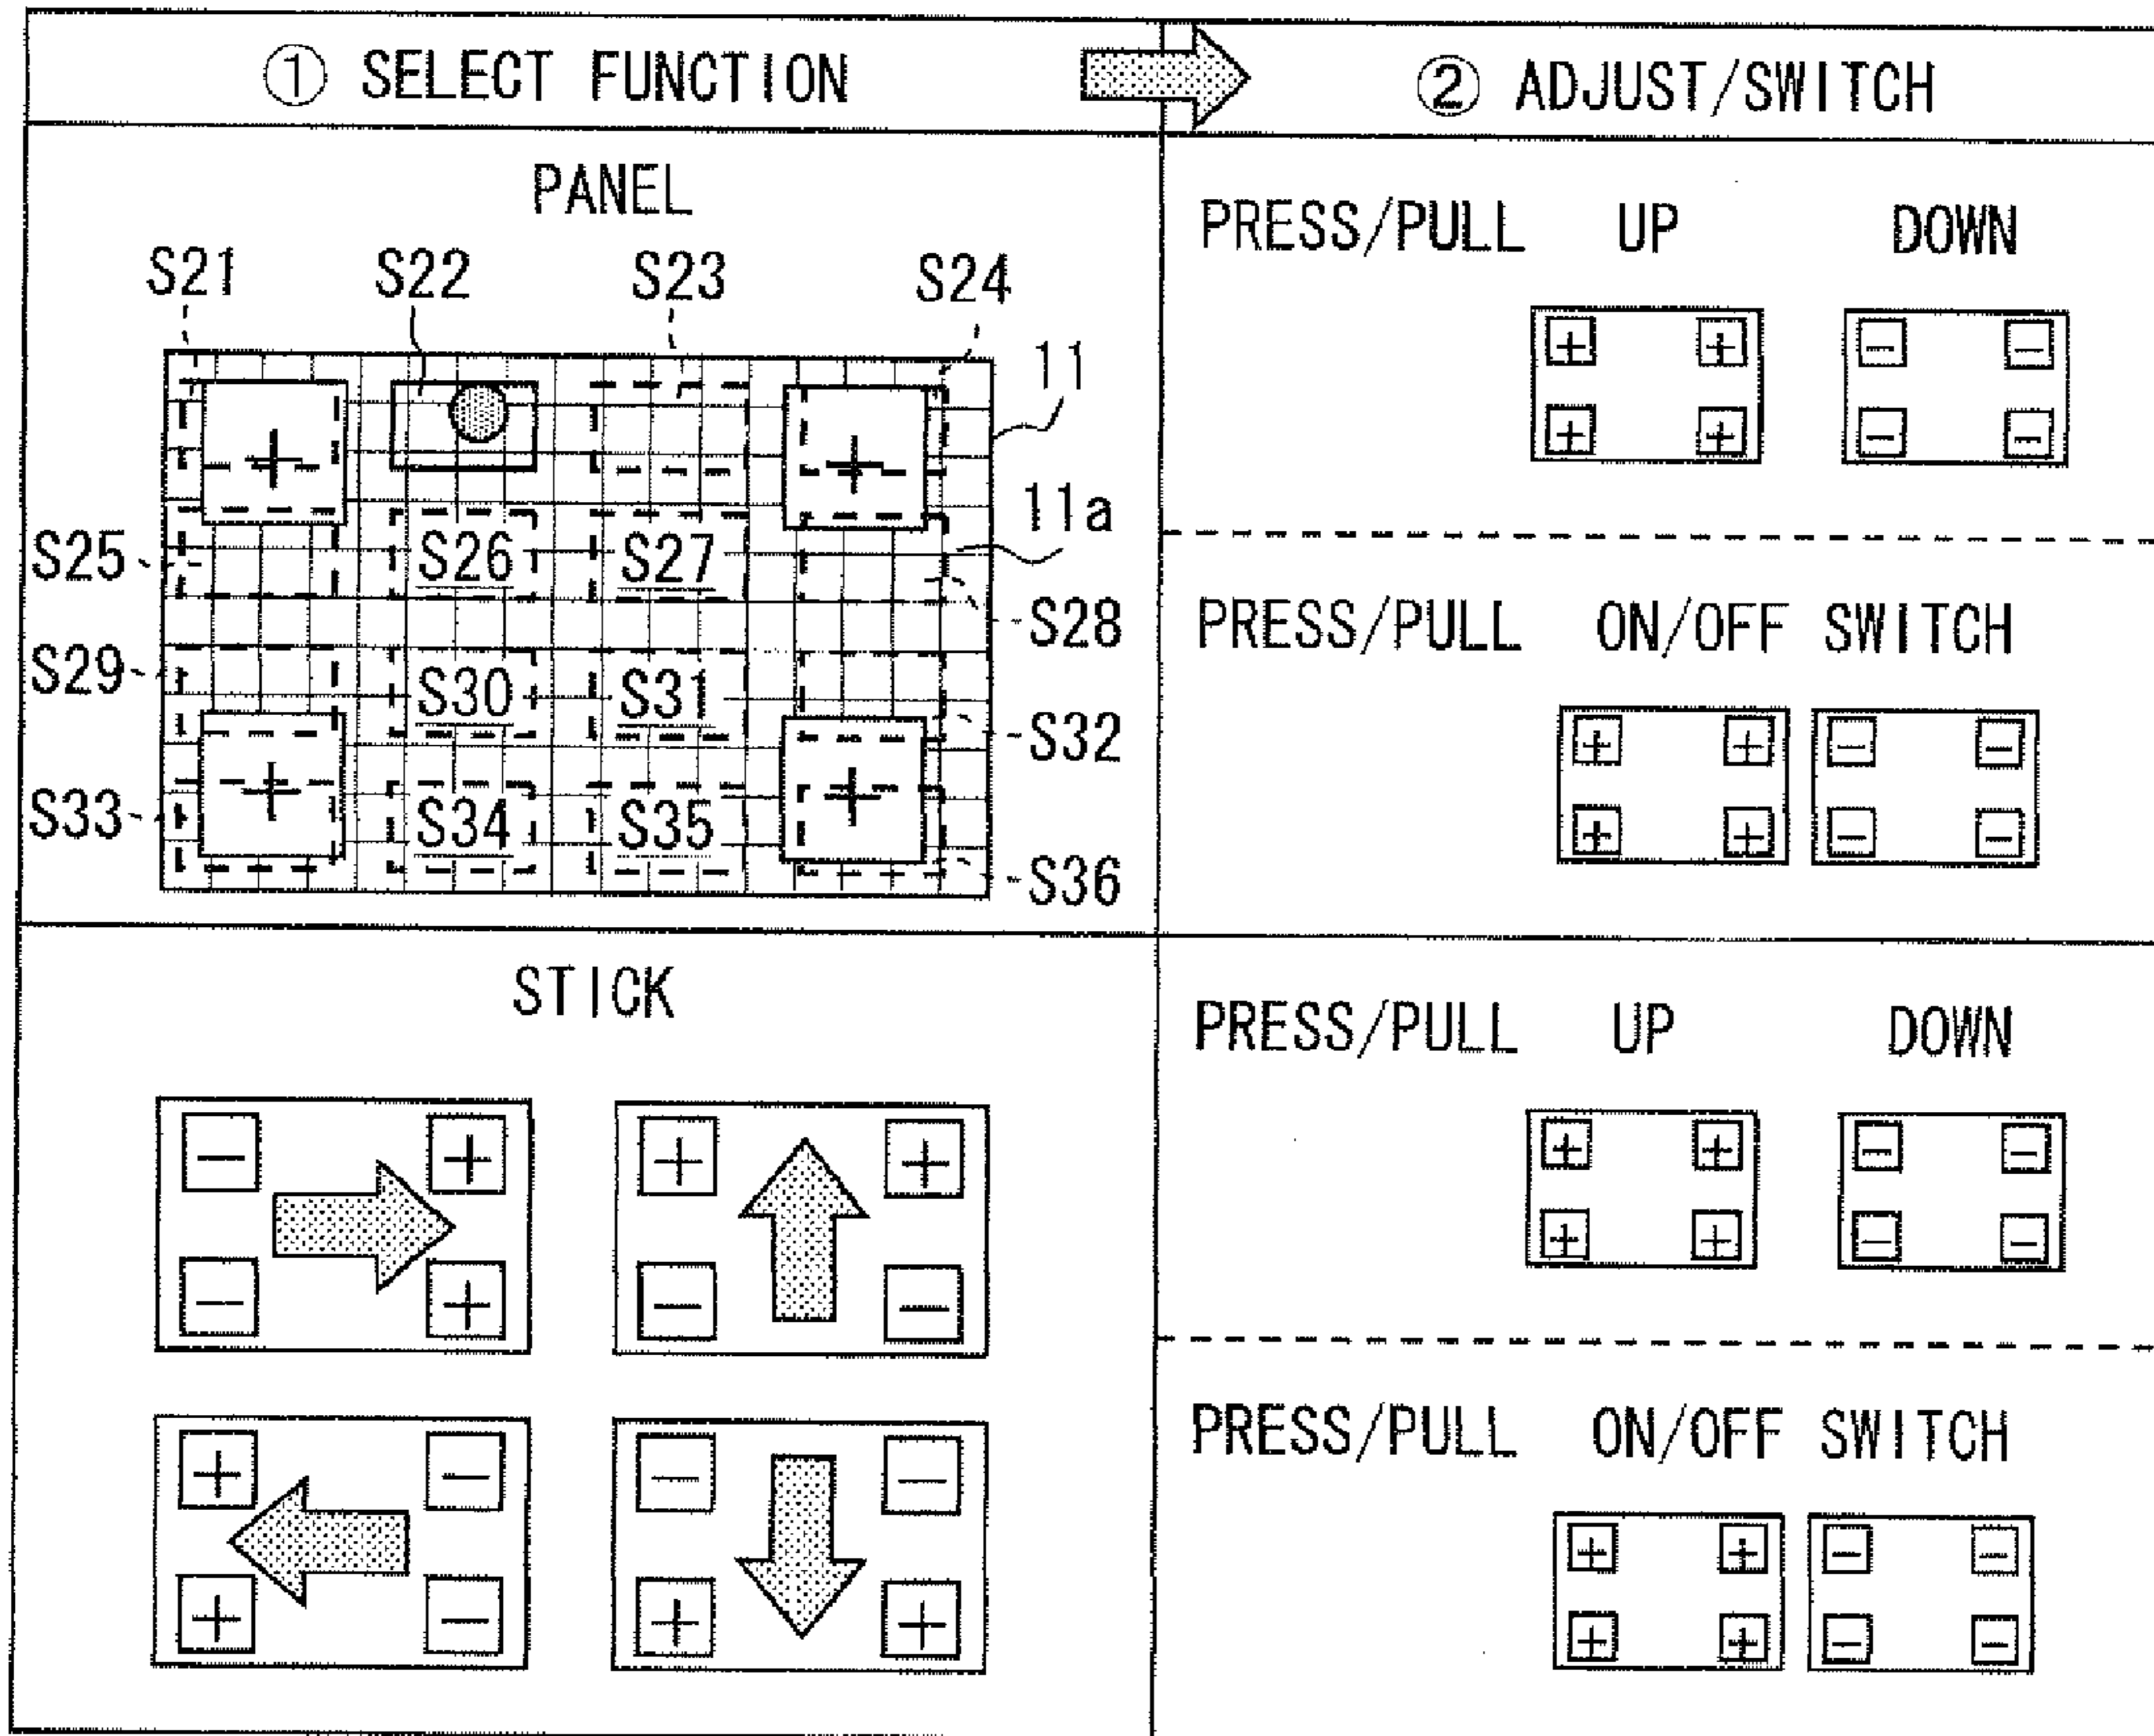 ① SELECT FUNCTION
② ADJUST/SWITCH
PANEL
S21 S22 S23 S24
11
11a
S25 S26 S27
S28
S29 S30 S31
S32
S33 S34 S35
S36
+ +
+ +
PRESS/PULL UP DOWN
+ + − −
+ + − −
PRESS/PULL ON/OFF SWITCH
+ + − −
+ + − −
STICK
− + + +
− + − −
+ − − −
+ − + +
PRESS/PULL UP DOWN
+ + − −
+ + − −
PRESS/PULL ON/OFF SWITCH
+ + − −
+ + − −